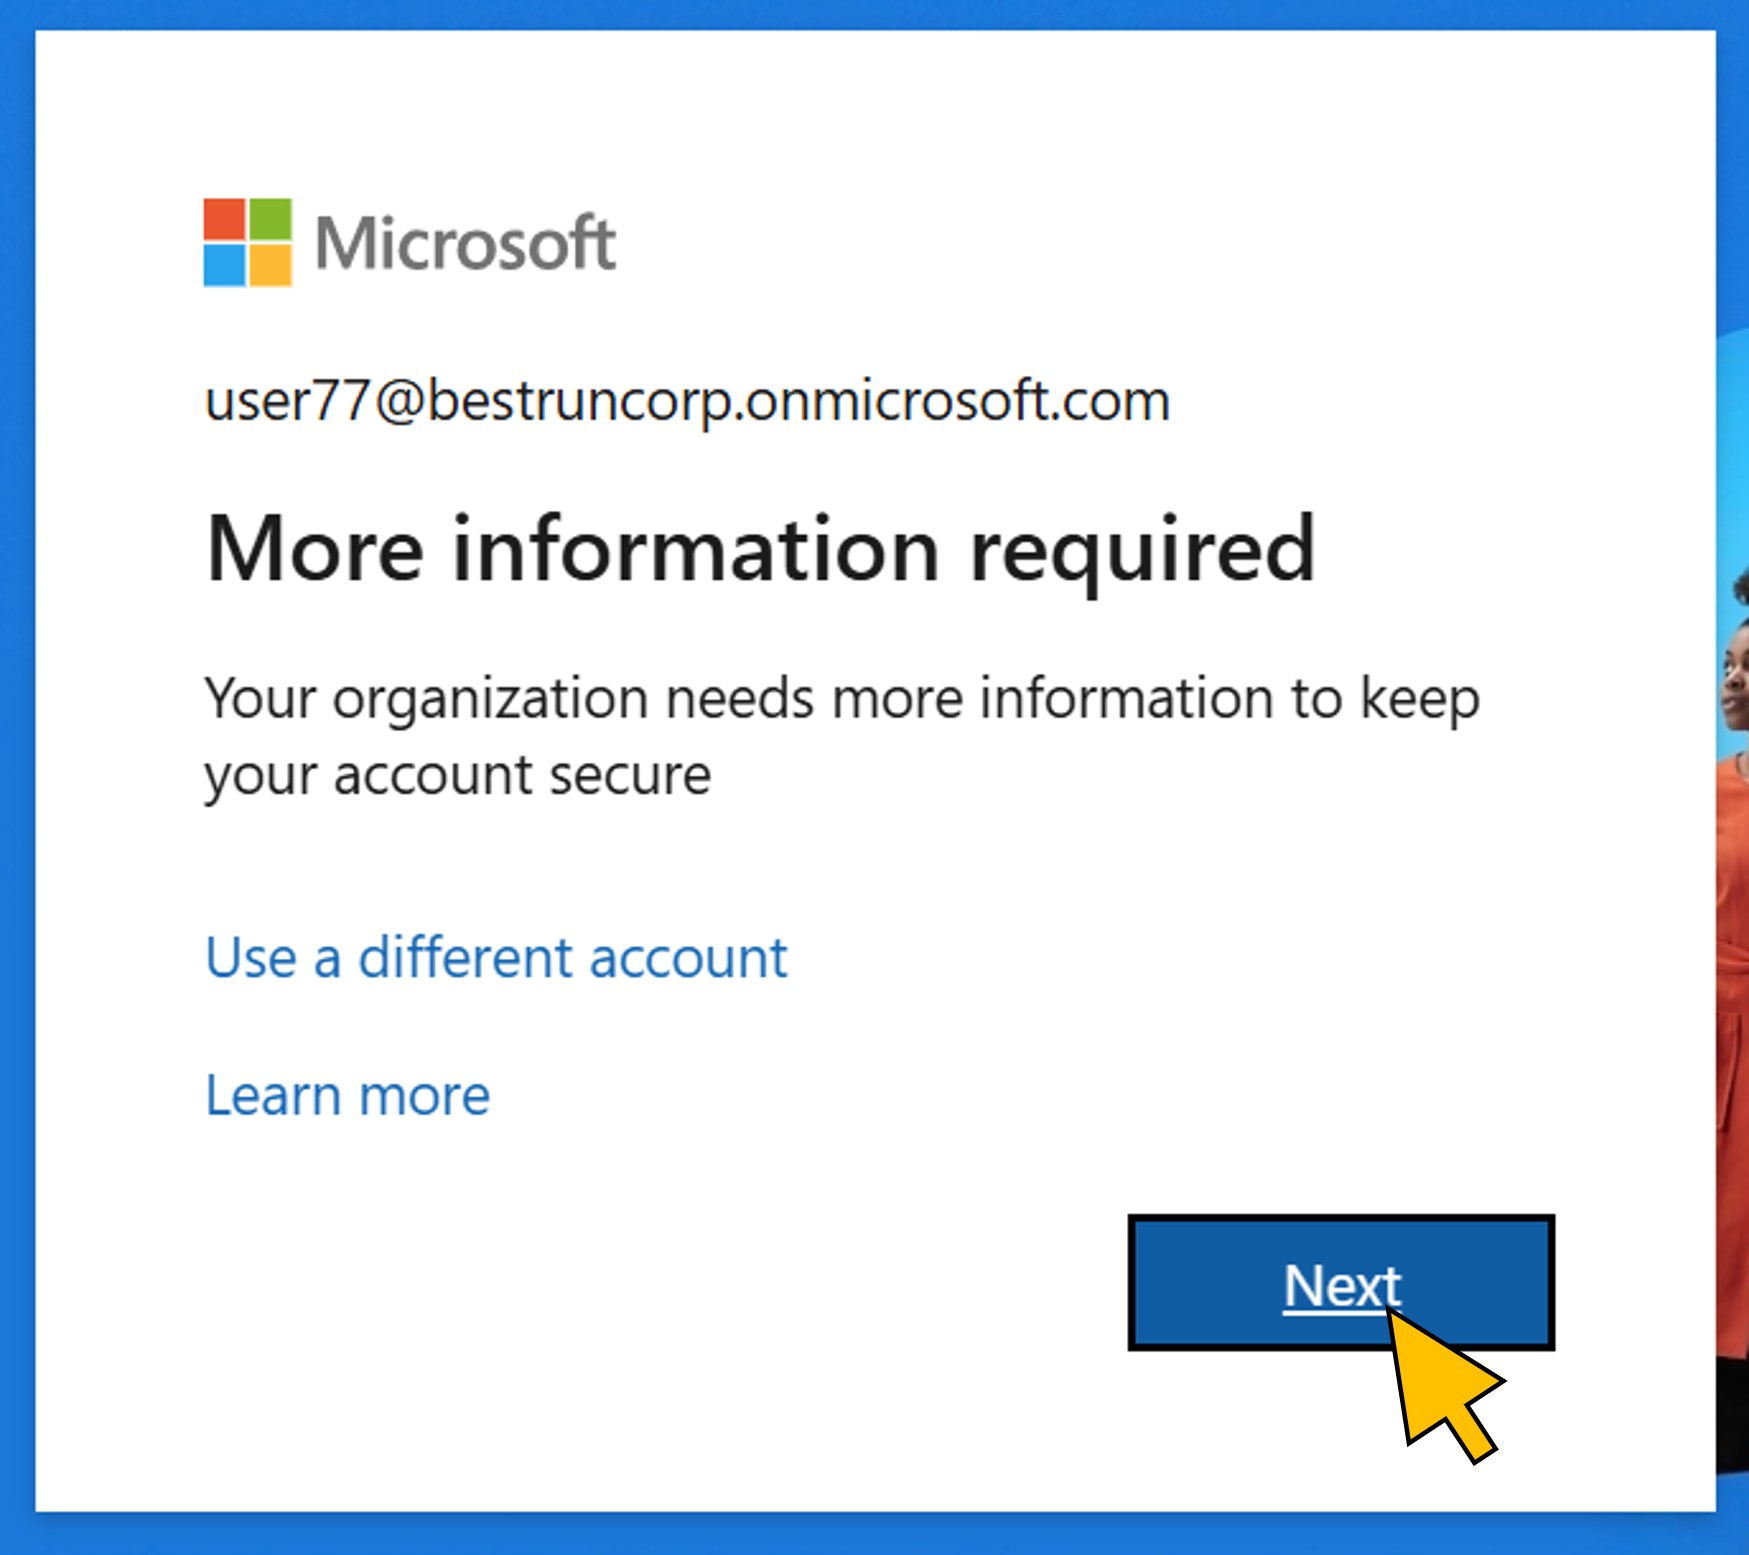 Microsoft
user77@bestruncorp.onmicrosoft.com
More information required
Your organization needs more information to keep
your account secure
Use a different account
Learn more
Next